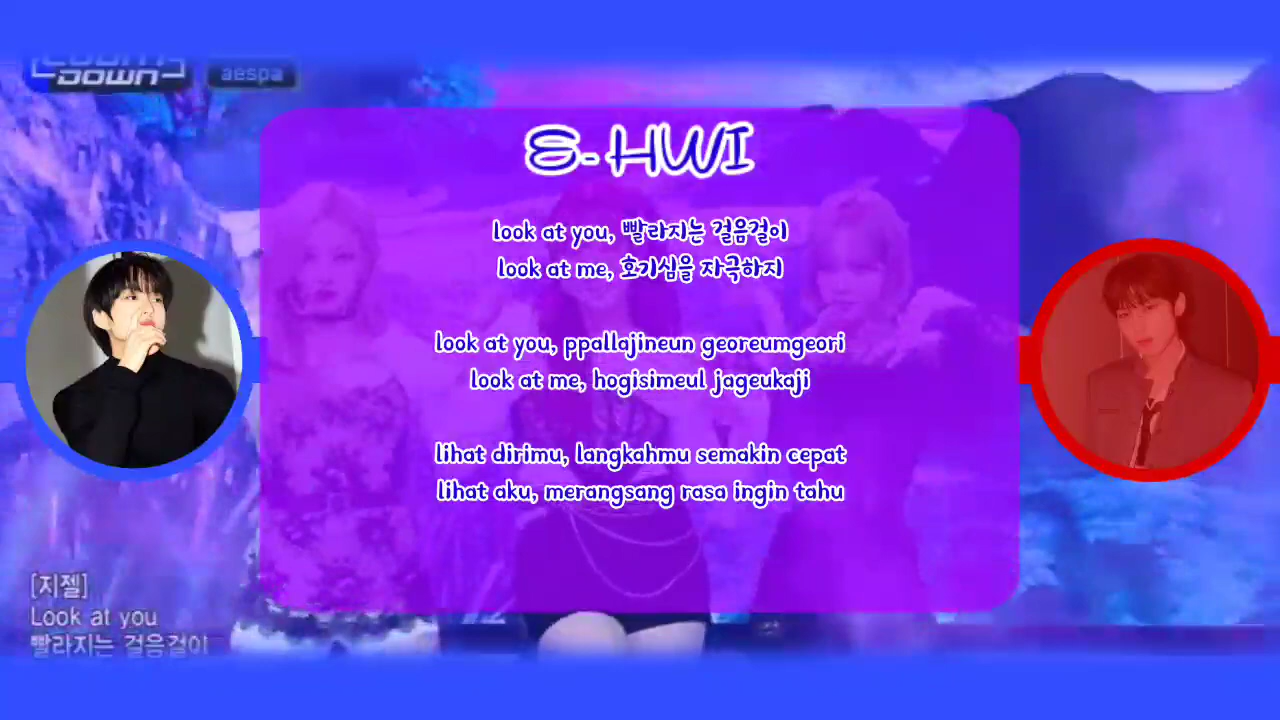 DOWN
aespa
E-HWI
look at you, 빨라지는 걸음걸이
look at me, 호기심을 자극하지
look at you, ppallajineun georeumgeori
look at me, hogisimeul jageukaji
lihat dirimu, langkahmu semakin cepat
lihat aku, merangsang rasa ingin tahu
[지젤]
Look at you
빨라지는 걸음걸이